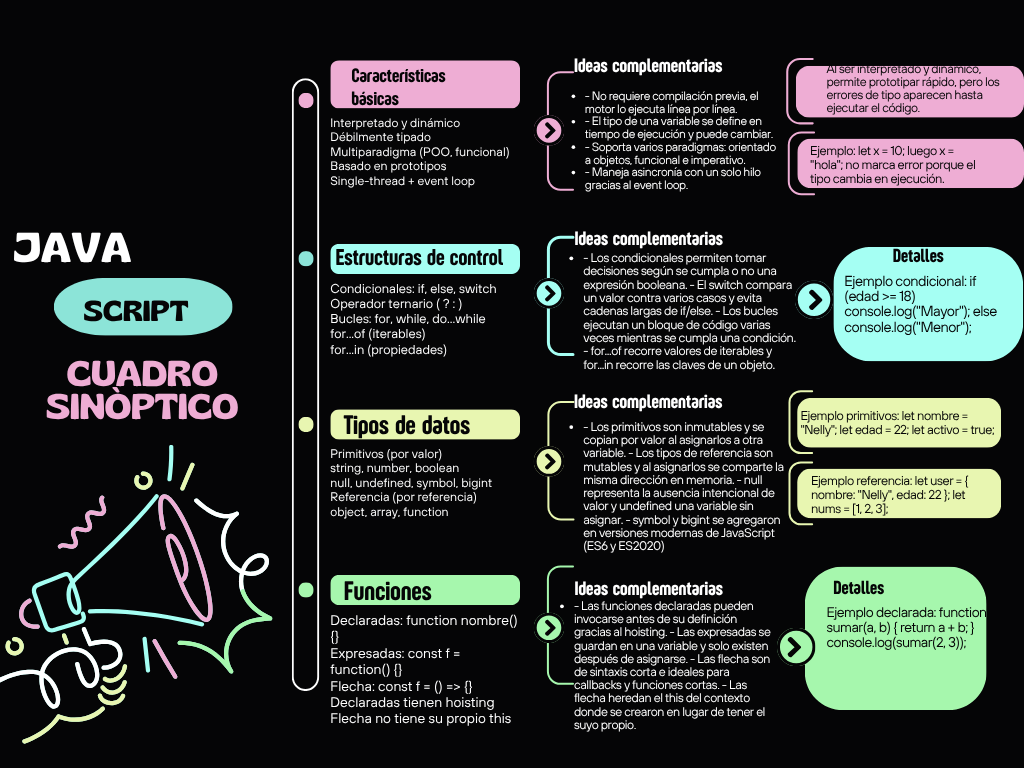 JAVA
SCRIPT
CUADRO
SINÒPTICO
Características
básicas
Interpretado y dinámico
Débilmente tipado
Multiparadigma (POO, funcional)
Basado en prototipos
Single-thread + event loop
Ideas complementarias
• - No requiere compilación previa, el
motor lo ejecuta línea por línea.
• - El tipo de una variable se define en
tiempo de ejecución y puede cambiar.
• - Soporta varios paradigmas: orientado
a objetos, funcional e imperativo.
• - Maneja asincronía con un solo hilo
gracias al event loop.
Al ser interpretado y dinámico,
permite prototipar rápido, pero los
errores de tipo aparecen hasta
ejecutar el código.
Ejemplo: let x = 10; luego x =
"hola"; no marca error porque el
tipo cambia en ejecución.
Estructuras de control
Condicionales: if, else, switch
Operador ternario ( ? : )
Bucles: for, while, do...while
for...of (iterables)
for...in (propiedades)
Ideas complementarias
• - Los condicionales permiten tomar
decisiones según se cumpla o no una
expresión booleana. - El switch compara
un valor contra varios casos y evita
cadenas largas de if/else. - Los bucles
ejecutan un bloque de código varias
veces mientras se cumpla una condición.
- for...of recorre valores de iterables y
for...in recorre las claves de un objeto.
Detalles
Ejemplo condicional: if
(edad >= 18)
console.log("Mayor"); else
console.log("Menor");
Tipos de datos
Primitivos (por valor)
string, number, boolean
null, undefined, symbol, bigint
Referencia (por referencia)
object, array, function
Ideas complementarias
• - Los primitivos son inmutables y se
copian por valor al asignarlos a otra
variable. - Los tipos de referencia son
mutables y al asignarlos se comparte la
misma dirección en memoria. - null
representa la ausencia intencional de
valor y undefined una variable sin
asignar. - symbol y bigint se agregaron
en versiones modernas de JavaScript
(ES6 y ES2020)
Ejemplo primitivos: let nombre =
"Nelly"; let edad = 22; let activo = true;
Ejemplo referencia: let user = {
nombre: "Nelly", edad: 22 }; let
nums = [1, 2, 3];
Funciones
Declaradas: function nombre()
{}
Expresadas: const f =
function() {}
Flecha: const f = () => {}
Declaradas tienen hoisting
Flecha no tiene su propio this
Ideas complementarias
• - Las funciones declaradas pueden
invocarse antes de su definición
gracias al hoisting. - Las expresadas se
guardan en una variable y solo existen
después de asignarse. - Las flecha son
de sintaxis corta e ideales para
callbacks y funciones cortas. - Las
flecha heredan el this del contexto
donde se crearon en lugar de tener el
suyo propio.
Detalles
Ejemplo declarada: function
sumar(a, b) { return a + b; }
console.log(sumar(2, 3));